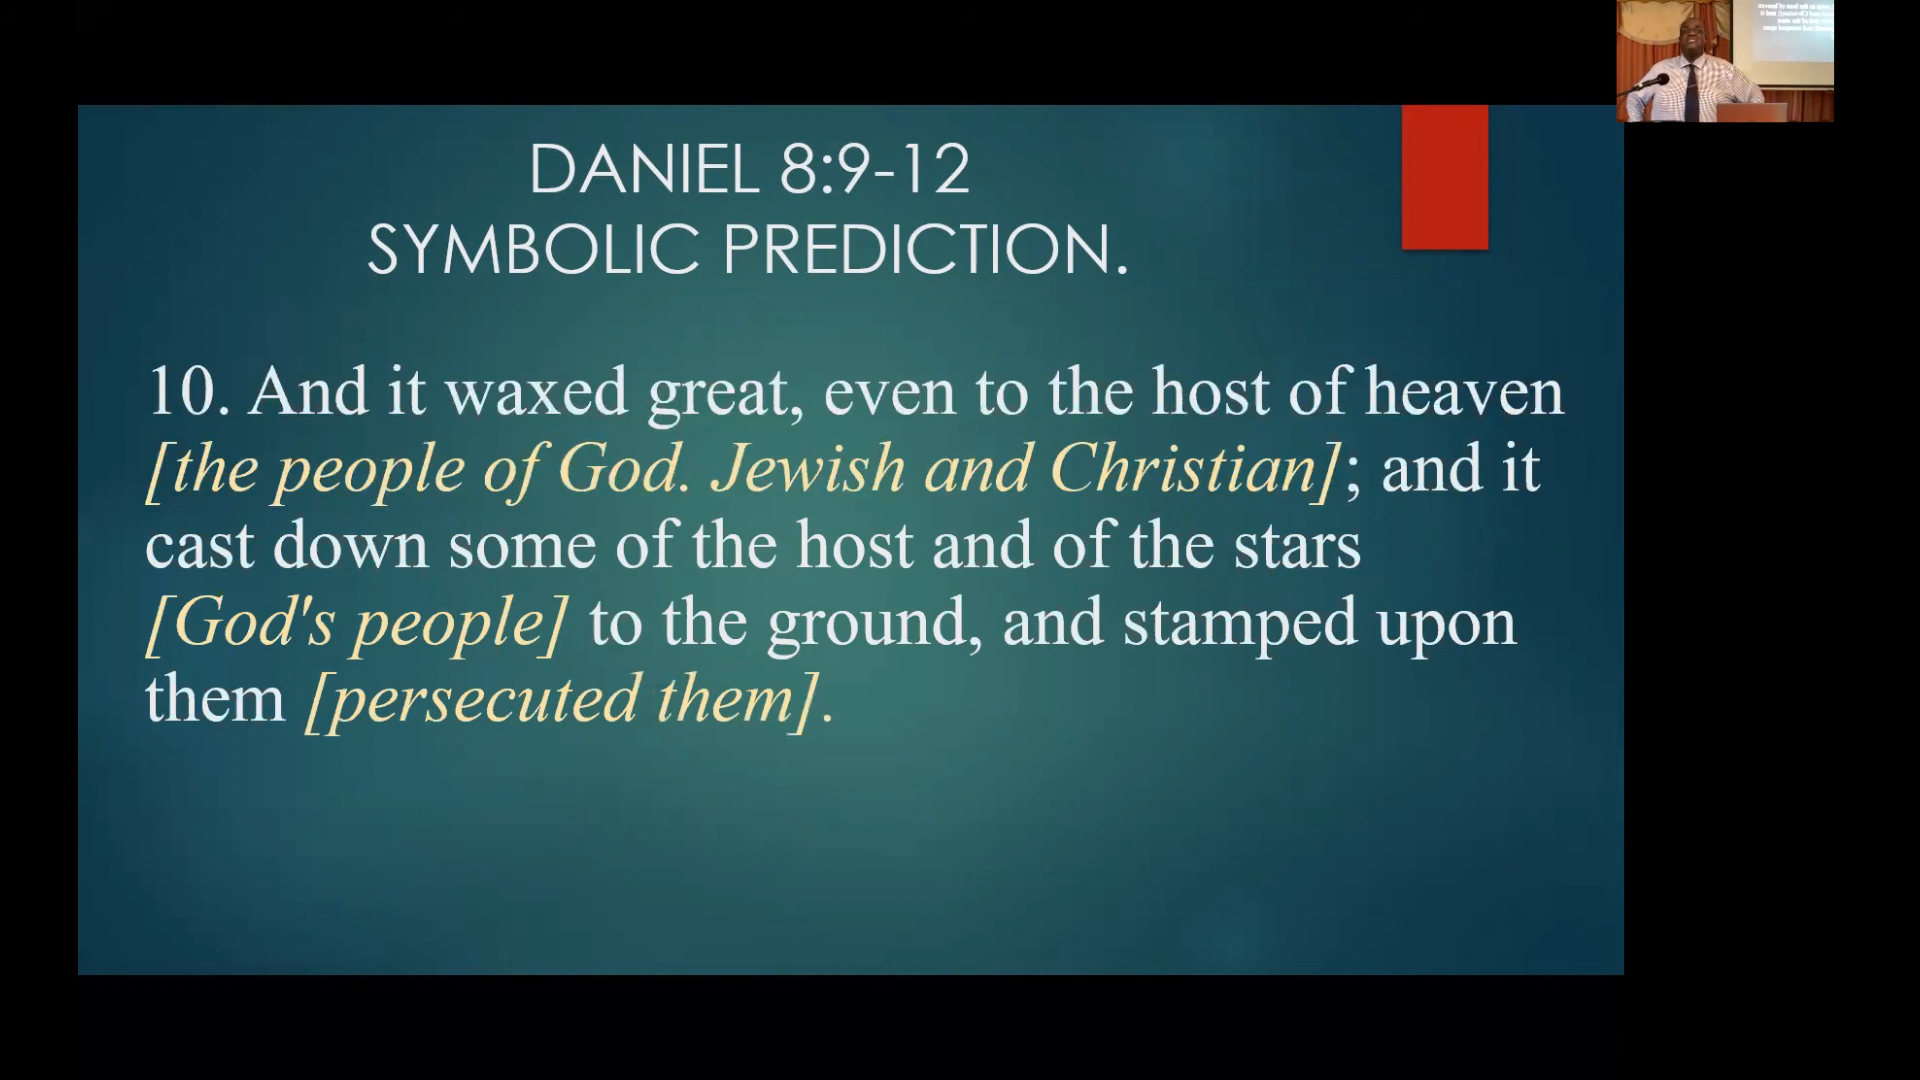 DANIEL 8:9-12
SYMBOLIC PREDICTION.
10. And it waxed great, even to the host of heaven
[the people of God. Jewish and Christian]; and it
cast down some of the host and of the stars
[God's people] to the ground, and stamped upon
them [persecuted them].